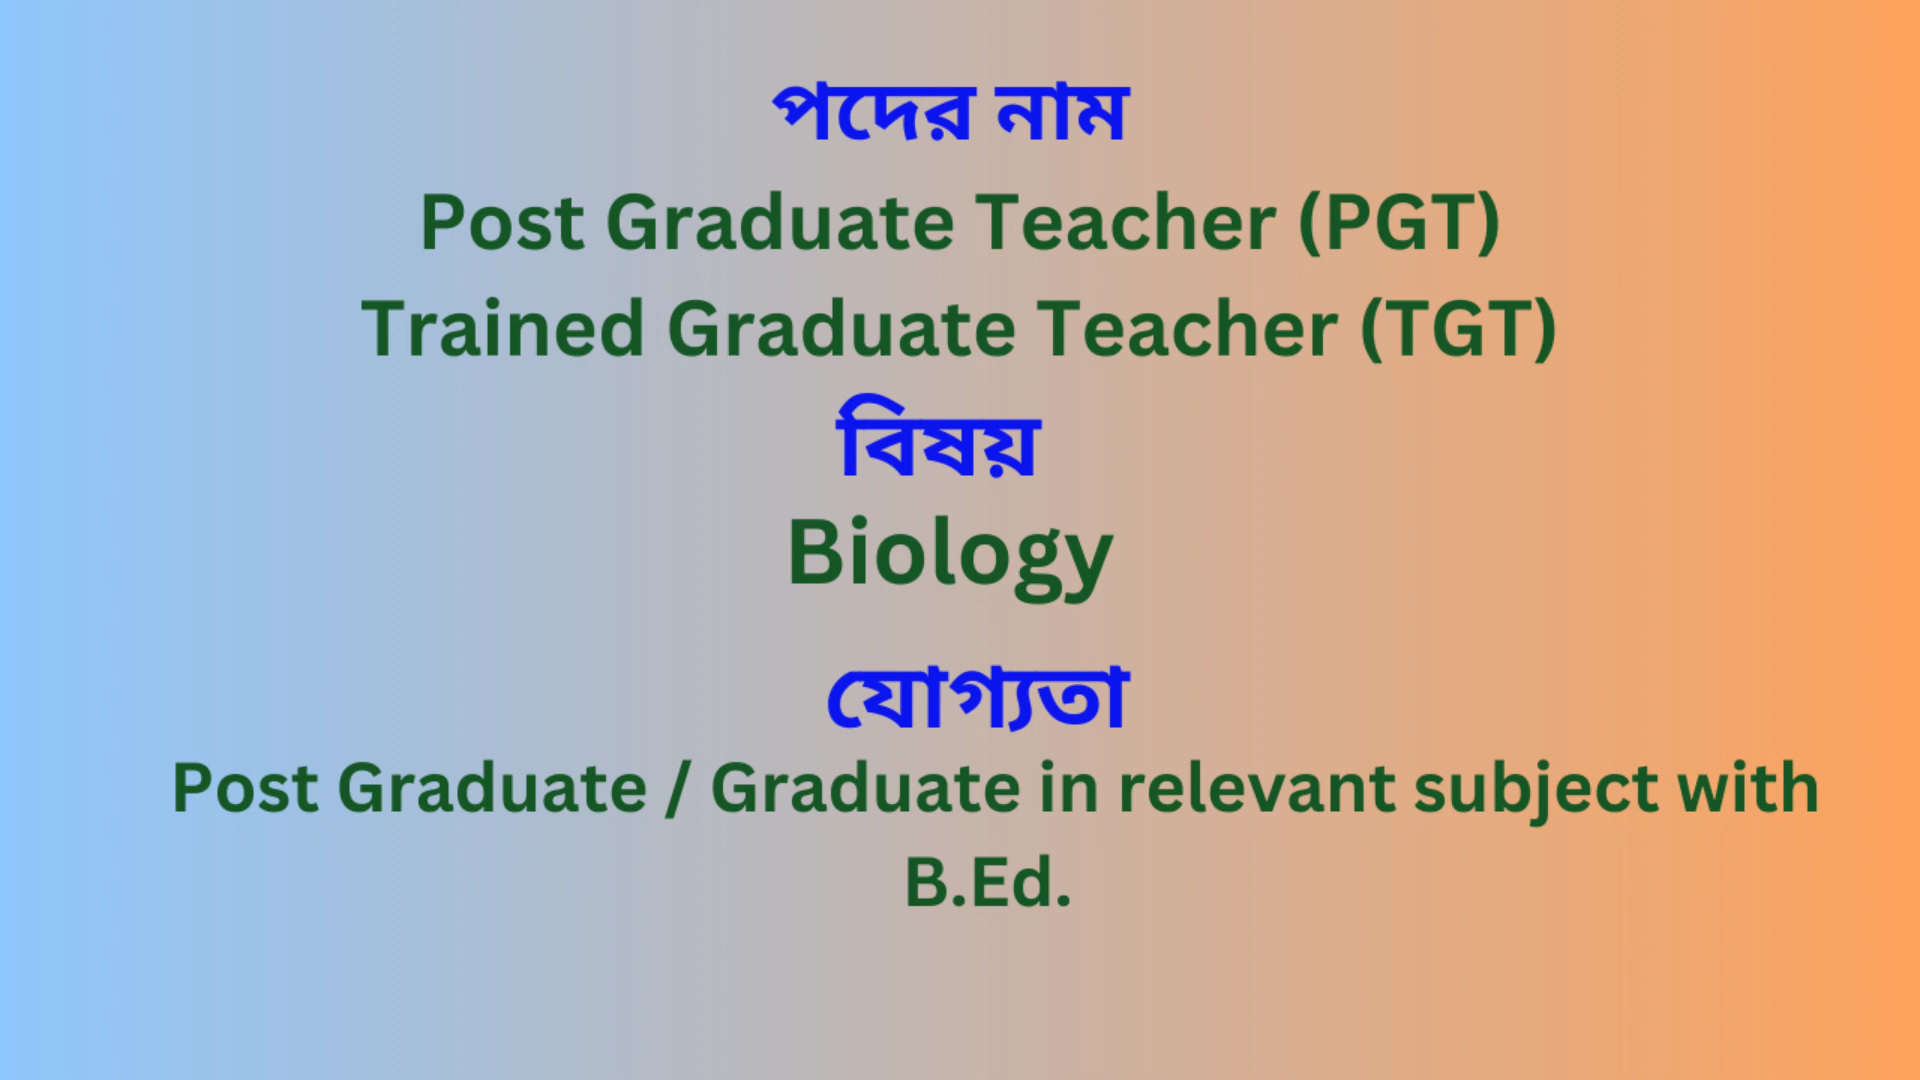 পদের নাম
Post Graduate Teacher (PGT)
Trained Graduate Teacher (TGT)
বিষয়
Biology
যোগ্যতা
Post Graduate / Graduate in relevant subject with
B.Ed.